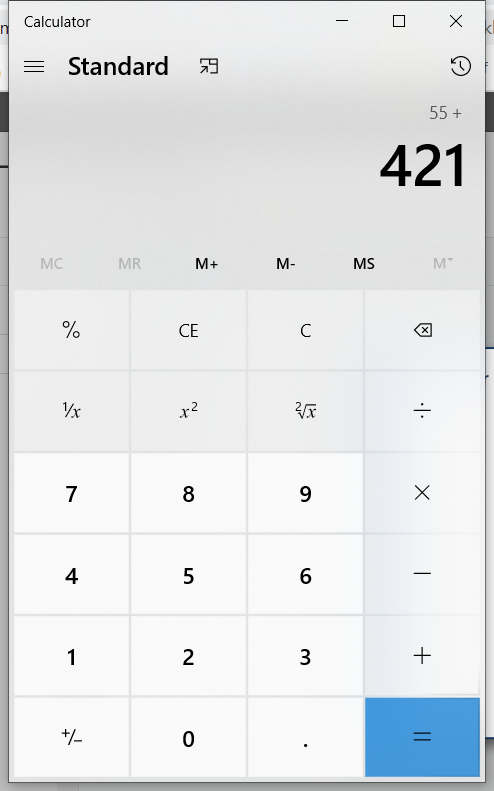 Calculator
Standard
55 +
421
MC MR M+ M- MS M˅
% CE C
¹/x x² ²√x ÷
7 8 9 ×
4 5 6 −
1 2 3 +
+/− 0 . =